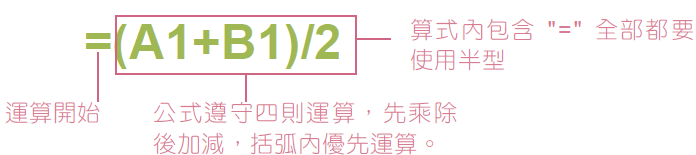 =(A1+B1)/2
算式內包含 "=" 全部都要
使用半型
運算開始
公式遵守四則運算，先乘除
後加減，括弧內優先運算。